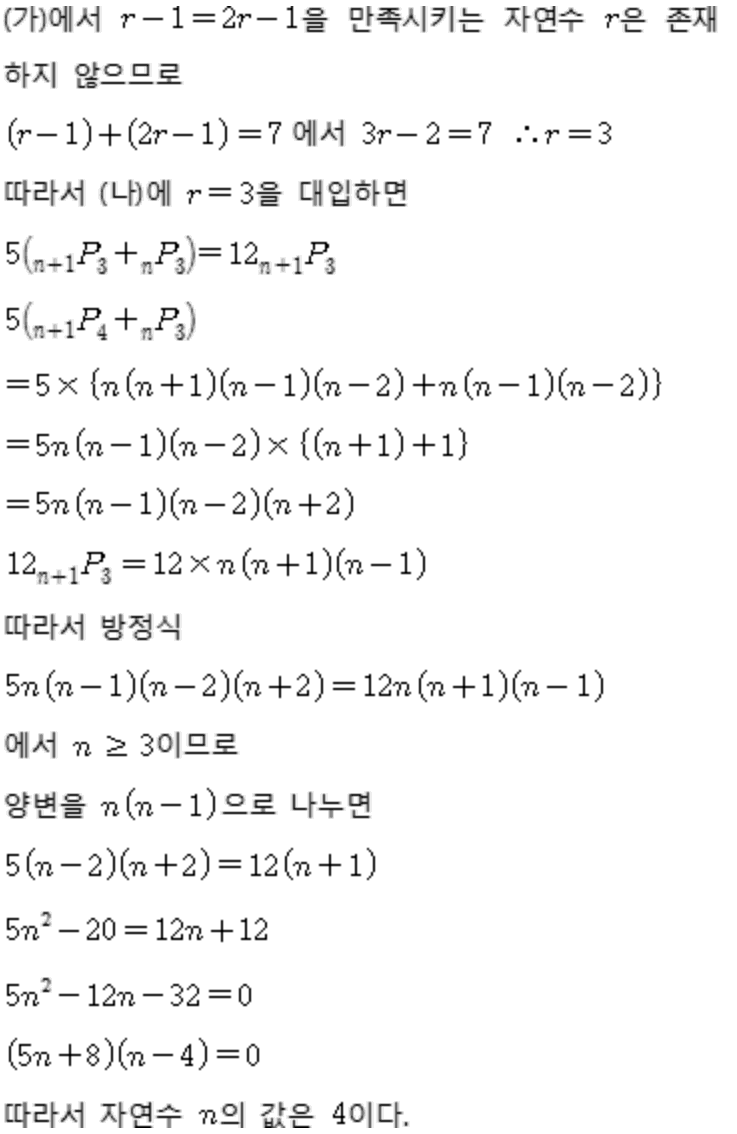 (가)에서 r−1=2r−1을 만족시키는 자연수 r은 존재
하지 않으므로
(r−1)+(2r−1)=7 에서 3r−2=7 ∴r=3
따라서 (나)에 r=3을 대입하면
5(ₙ₊₁P₃+ₙP₃)=12ₙ₊₁P₃
5(ₙ₊₁P₄+ₙP₃)
=5×{n(n+1)(n−1)(n−2)+n(n−1)(n−2)}
=5n(n−1)(n−2)×{(n+1)+1}
=5n(n−1)(n−2)(n+2)
12ₙ₊₁P₃=12×n(n+1)(n−1)
따라서 방정식
5n(n−1)(n−2)(n+2)=12n(n+1)(n−1)
에서 n ≥ 3이므로
양변을 n(n−1)으로 나누면
5(n−2)(n+2)=12(n+1)
5n²−20=12n+12
5n²−12n−32=0
(5n+8)(n−4)=0
따라서 자연수 n의 값은 4이다.